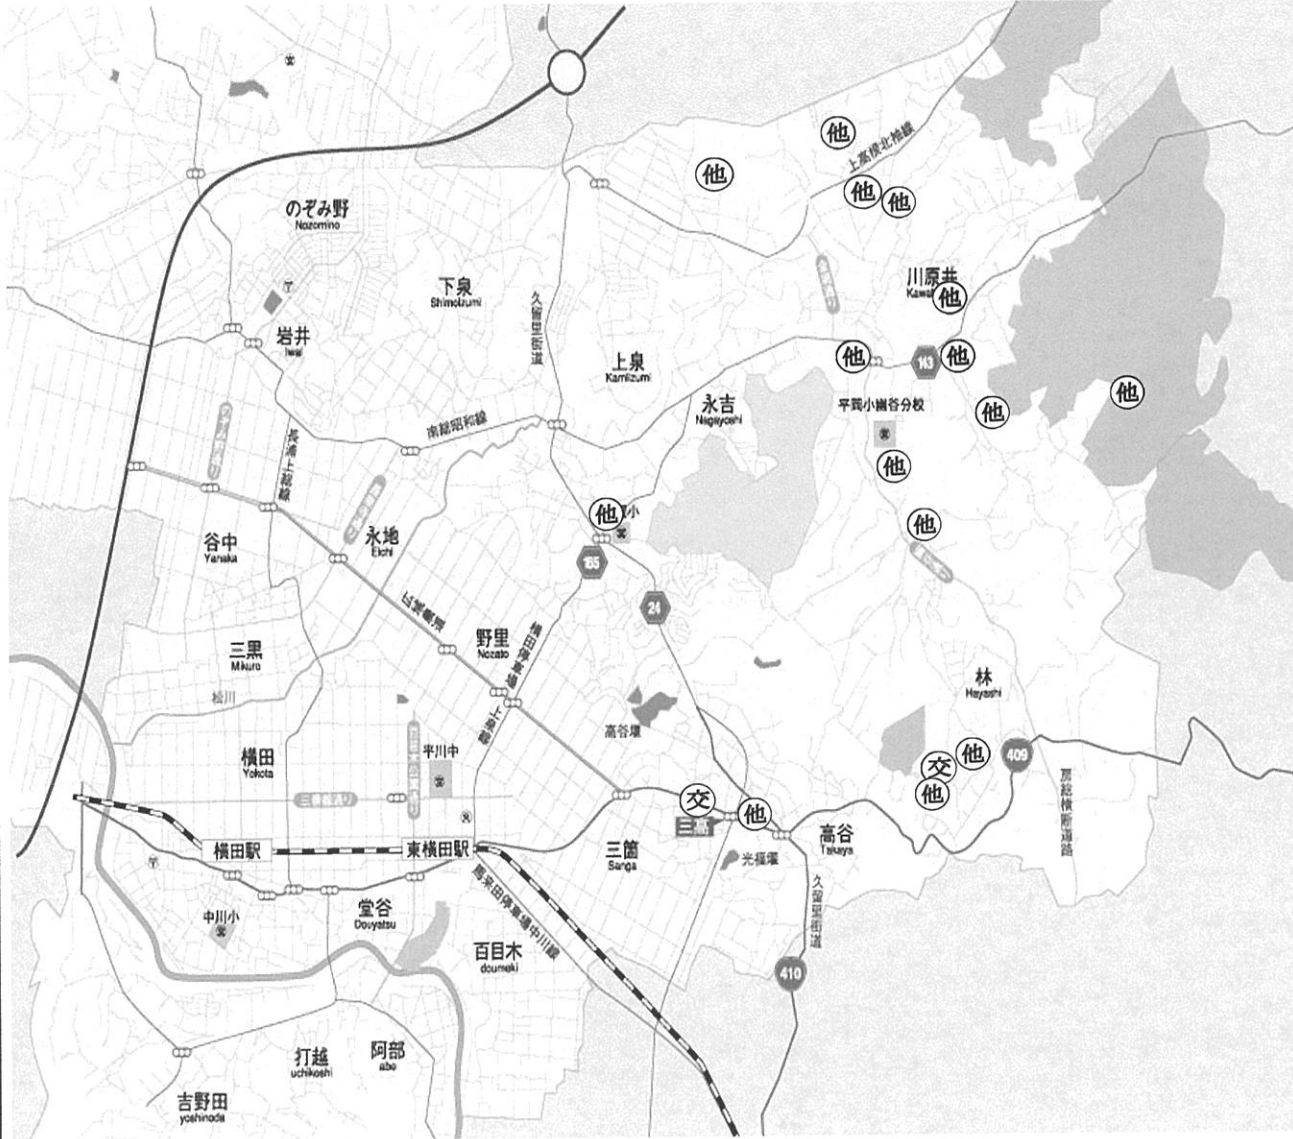 他
上高根北袖線
他
他
他
のぞみ野
Nozomino
下泉
Shimoizumi
久留里街道
川原井
Kawa
他
岩井
Iwai
上泉
Kamiizumi
他
143
他
永吉
Nagayoshi
平岡小幽谷分校
他
他
南総昭和線
長浦上総線
他
他
小
他
谷中
Yanaka
永地
Eichi
165
24
三黒
Mikuro
野里
Nozato
横田停車場
上泉線
松川
林
Hayashi
高谷堰
横田
Yokota
平川中
交
他
409
他
房総横断道路
交
他
三箇
高谷
Takaya
横田駅
東横田駅
三箇
Sanga
光福堰
馬来田停車場中川線
久留里街道
中川小
堂谷
Douyatsu
百目木
doumeki
410
打越
uchikoshi
阿部
abe
吉野田
yoshinoda